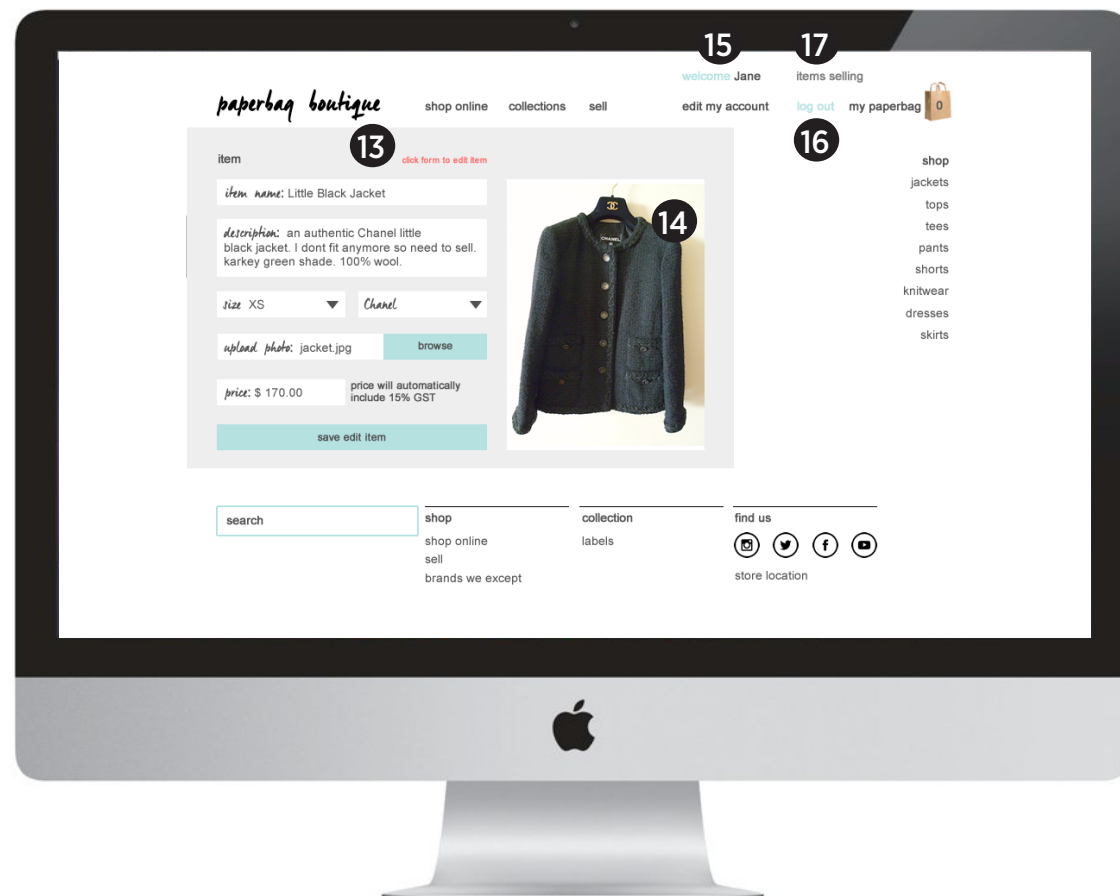 15
17
welcome Jane
items selling
paperbag boutique
shop online
collections
sell
edit my account
log out
my paperbag
0
13
16
item
click form to edit item
item name: Little Black Jacket
description: an authentic Chanel little
black jacket. I dont fit anymore so need to sell.
karkey green shade. 100% wool.
size XS
Chanel
upload photo: jacket.jpg
browse
price: $ 170.00
price will automatically
include 15% GST
save edit item
14
CHANEL
shop
jackets
tops
tees
pants
shorts
knitwear
dresses
skirts
search
shop
shop online
sell
brands we except
collection
labels
find us
store location